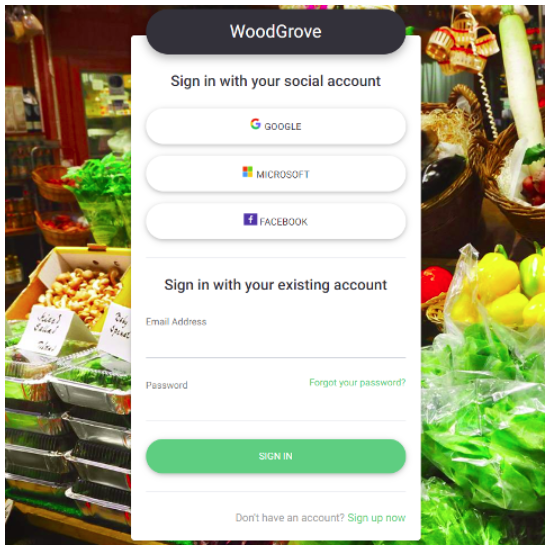 WoodGrove
Sign in with your social account
GOOGLE
MICROSOFT
FACEBOOK
Sign in with your existing account
Email Address
Password
Forgot your password?
SIGN IN
Don't have an account? Sign up now